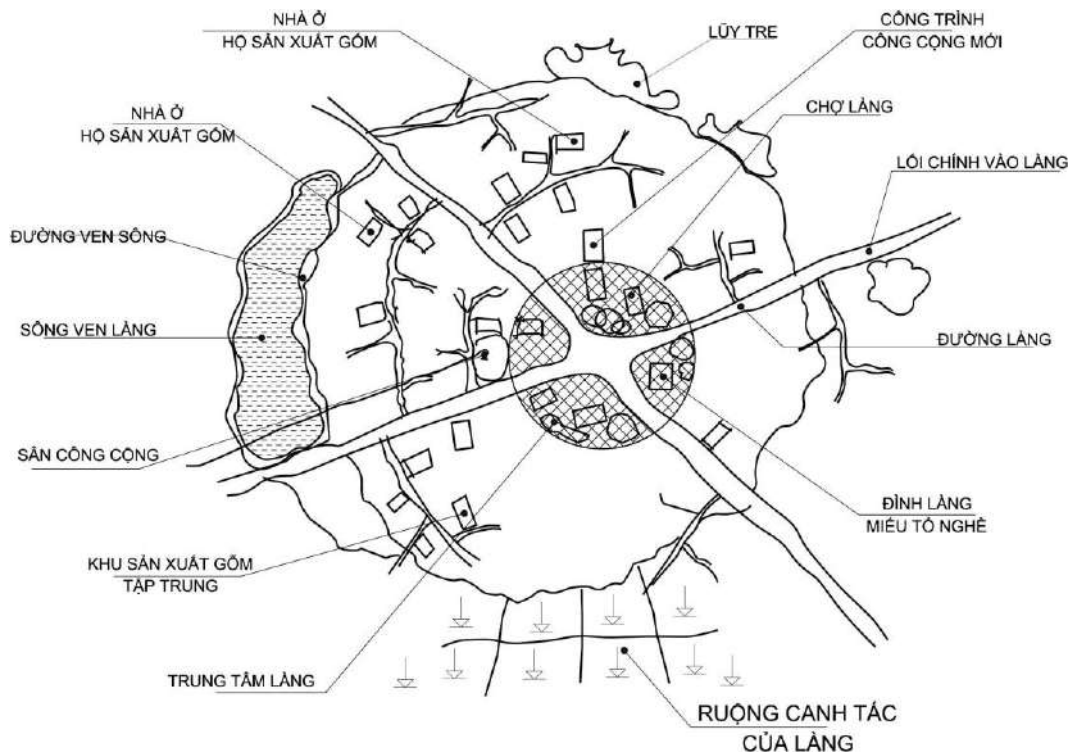 NHÀ Ở
HỘ SẢN XUẤT GỐM
LŨY TRE
CÔNG TRÌNH
CÔNG CỘNG MỚI
NHÀ Ở
HỘ SẢN XUẤT GỐM
CHỢ LÀNG
LỐI CHÍNH VÀO LÀNG
ĐƯỜNG VEN SÔNG
SÔNG VEN LÀNG
ĐƯỜNG LÀNG
SÂN CÔNG CỘNG
ĐÌNH LÀNG
MIẾU TỔ NGHỀ
KHU SẢN XUẤT GỐM
TẬP TRUNG
TRUNG TÂM LÀNG
RUỘNG CANH TÁC
CỦA LÀNG